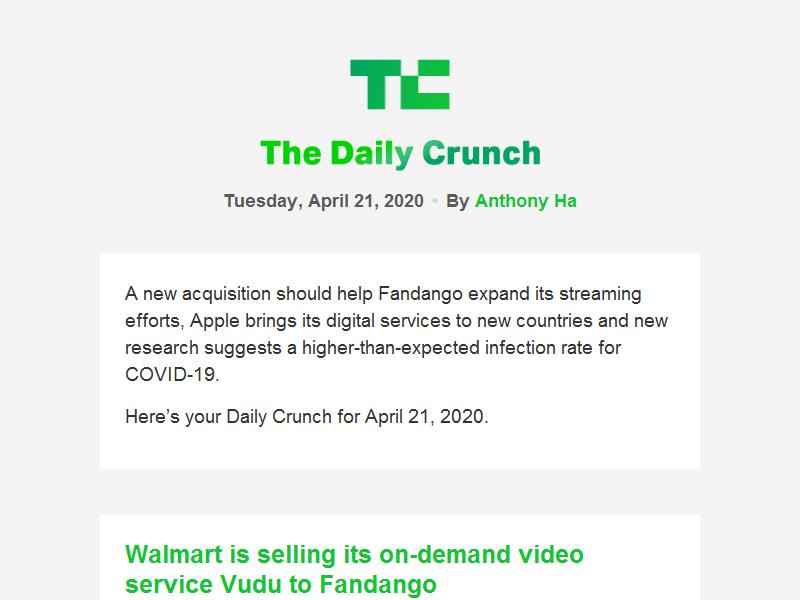 TC
The Daily Crunch
Tuesday, April 21, 2020 • By Anthony Ha
A new acquisition should help Fandango expand its streaming
efforts, Apple brings its digital services to new countries and new
research suggests a higher-than-expected infection rate for
COVID-19.
Here’s your Daily Crunch for April 21, 2020.
Walmart is selling its on-demand video
service Vudu to Fandango